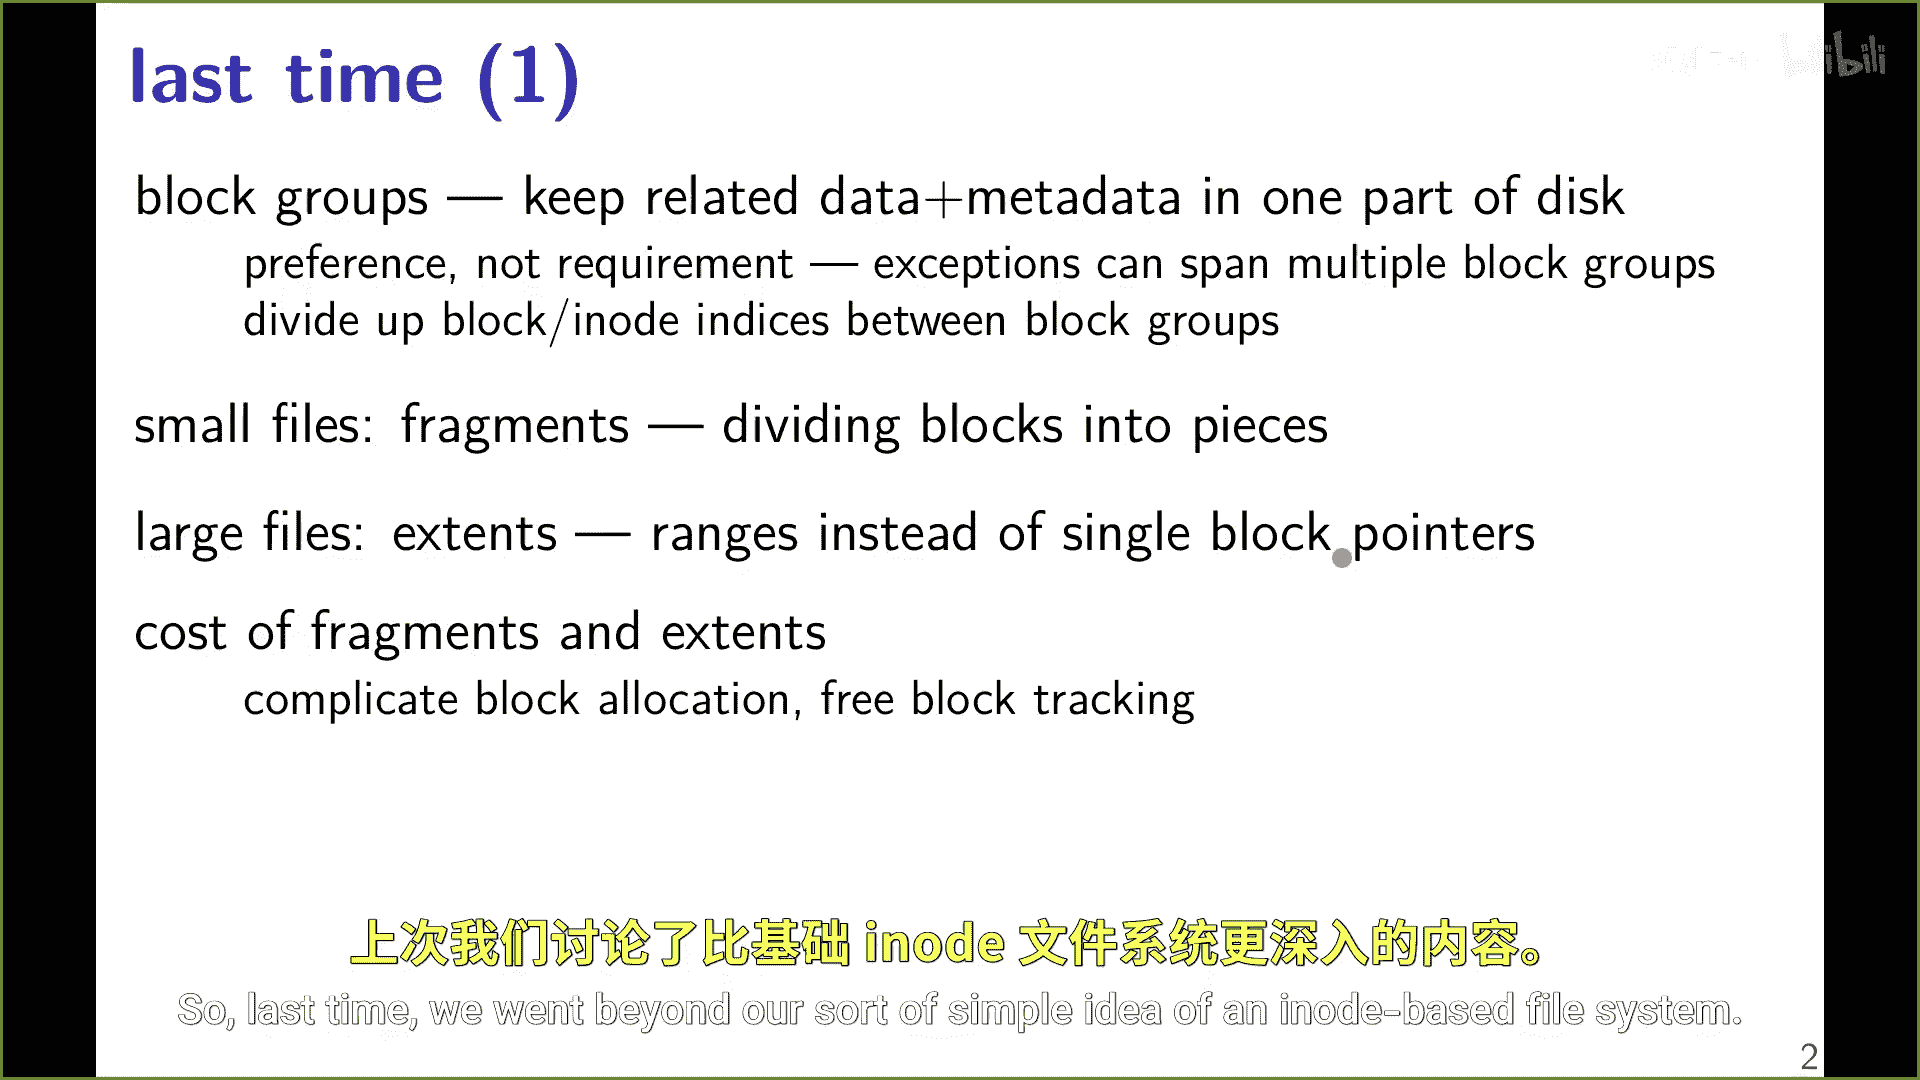 last time (1)
block groups — keep related data+metadata in one part of disk
preference, not requirement — exceptions can span multiple block groups
divide up block/inode indices between block groups
small files: fragments — dividing blocks into pieces
large files: extents — ranges instead of single block pointers
cost of fragments and extents
complicate block allocation, free block tracking
上次我们讨论了比基础 inode 文件系统更深入的内容。
So, last time, we went beyond our sort of simple idea of an inode-based file system.
2